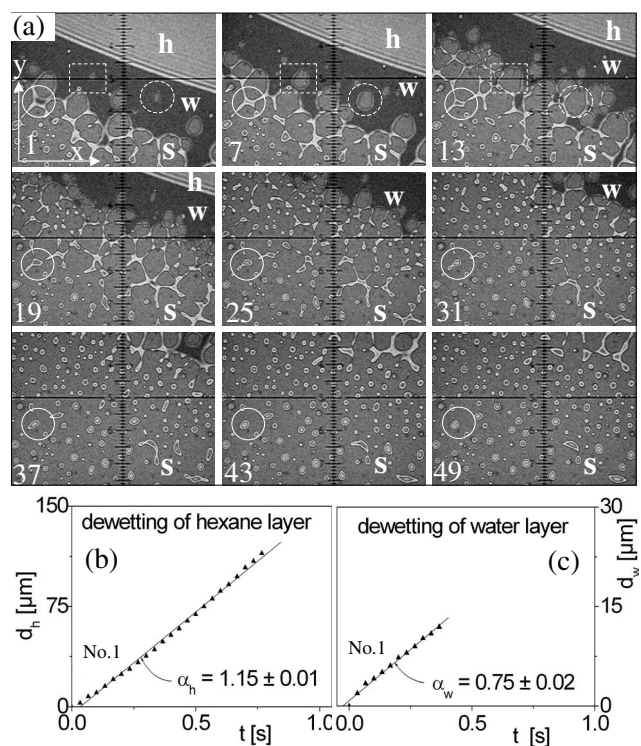 (a)
h
y
w
1
x
s
h
w
7
s
h
w
13
s
h
w
19
s
w
25
s
w
31
s
37
s
43
s
49
s
150
dewetting of hexane layer
(b)
d_h [μm]
75
No.1
α_h = 1.15 ± 0.01
0
0.0 0.5 1.0
t [s]
30
dewetting of water layer
(c)
d_w [μm]
15
No.1
α_w = 0.75 ± 0.02
0
0.0 0.5 1.0
t [s]